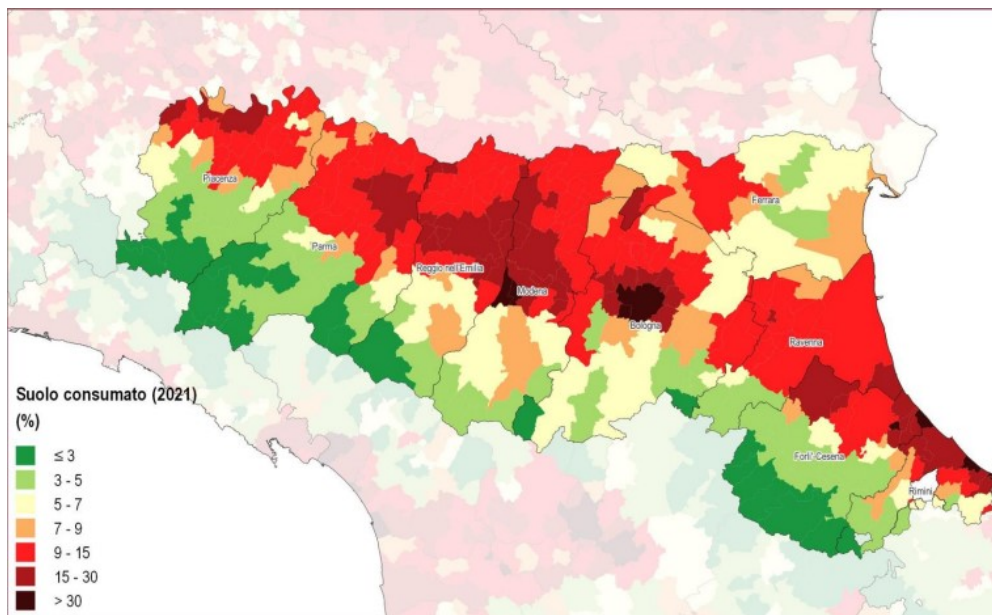 Piacenza
Ferrara
Parma
Reggio nell'Emilia
Modena
Bologna
Ravenna
Forlì-Cesena
Rimini
Suolo consumato (2021)
(%)
≤ 3
3 - 5
5 - 7
7 - 9
9 - 15
15 - 30
> 30